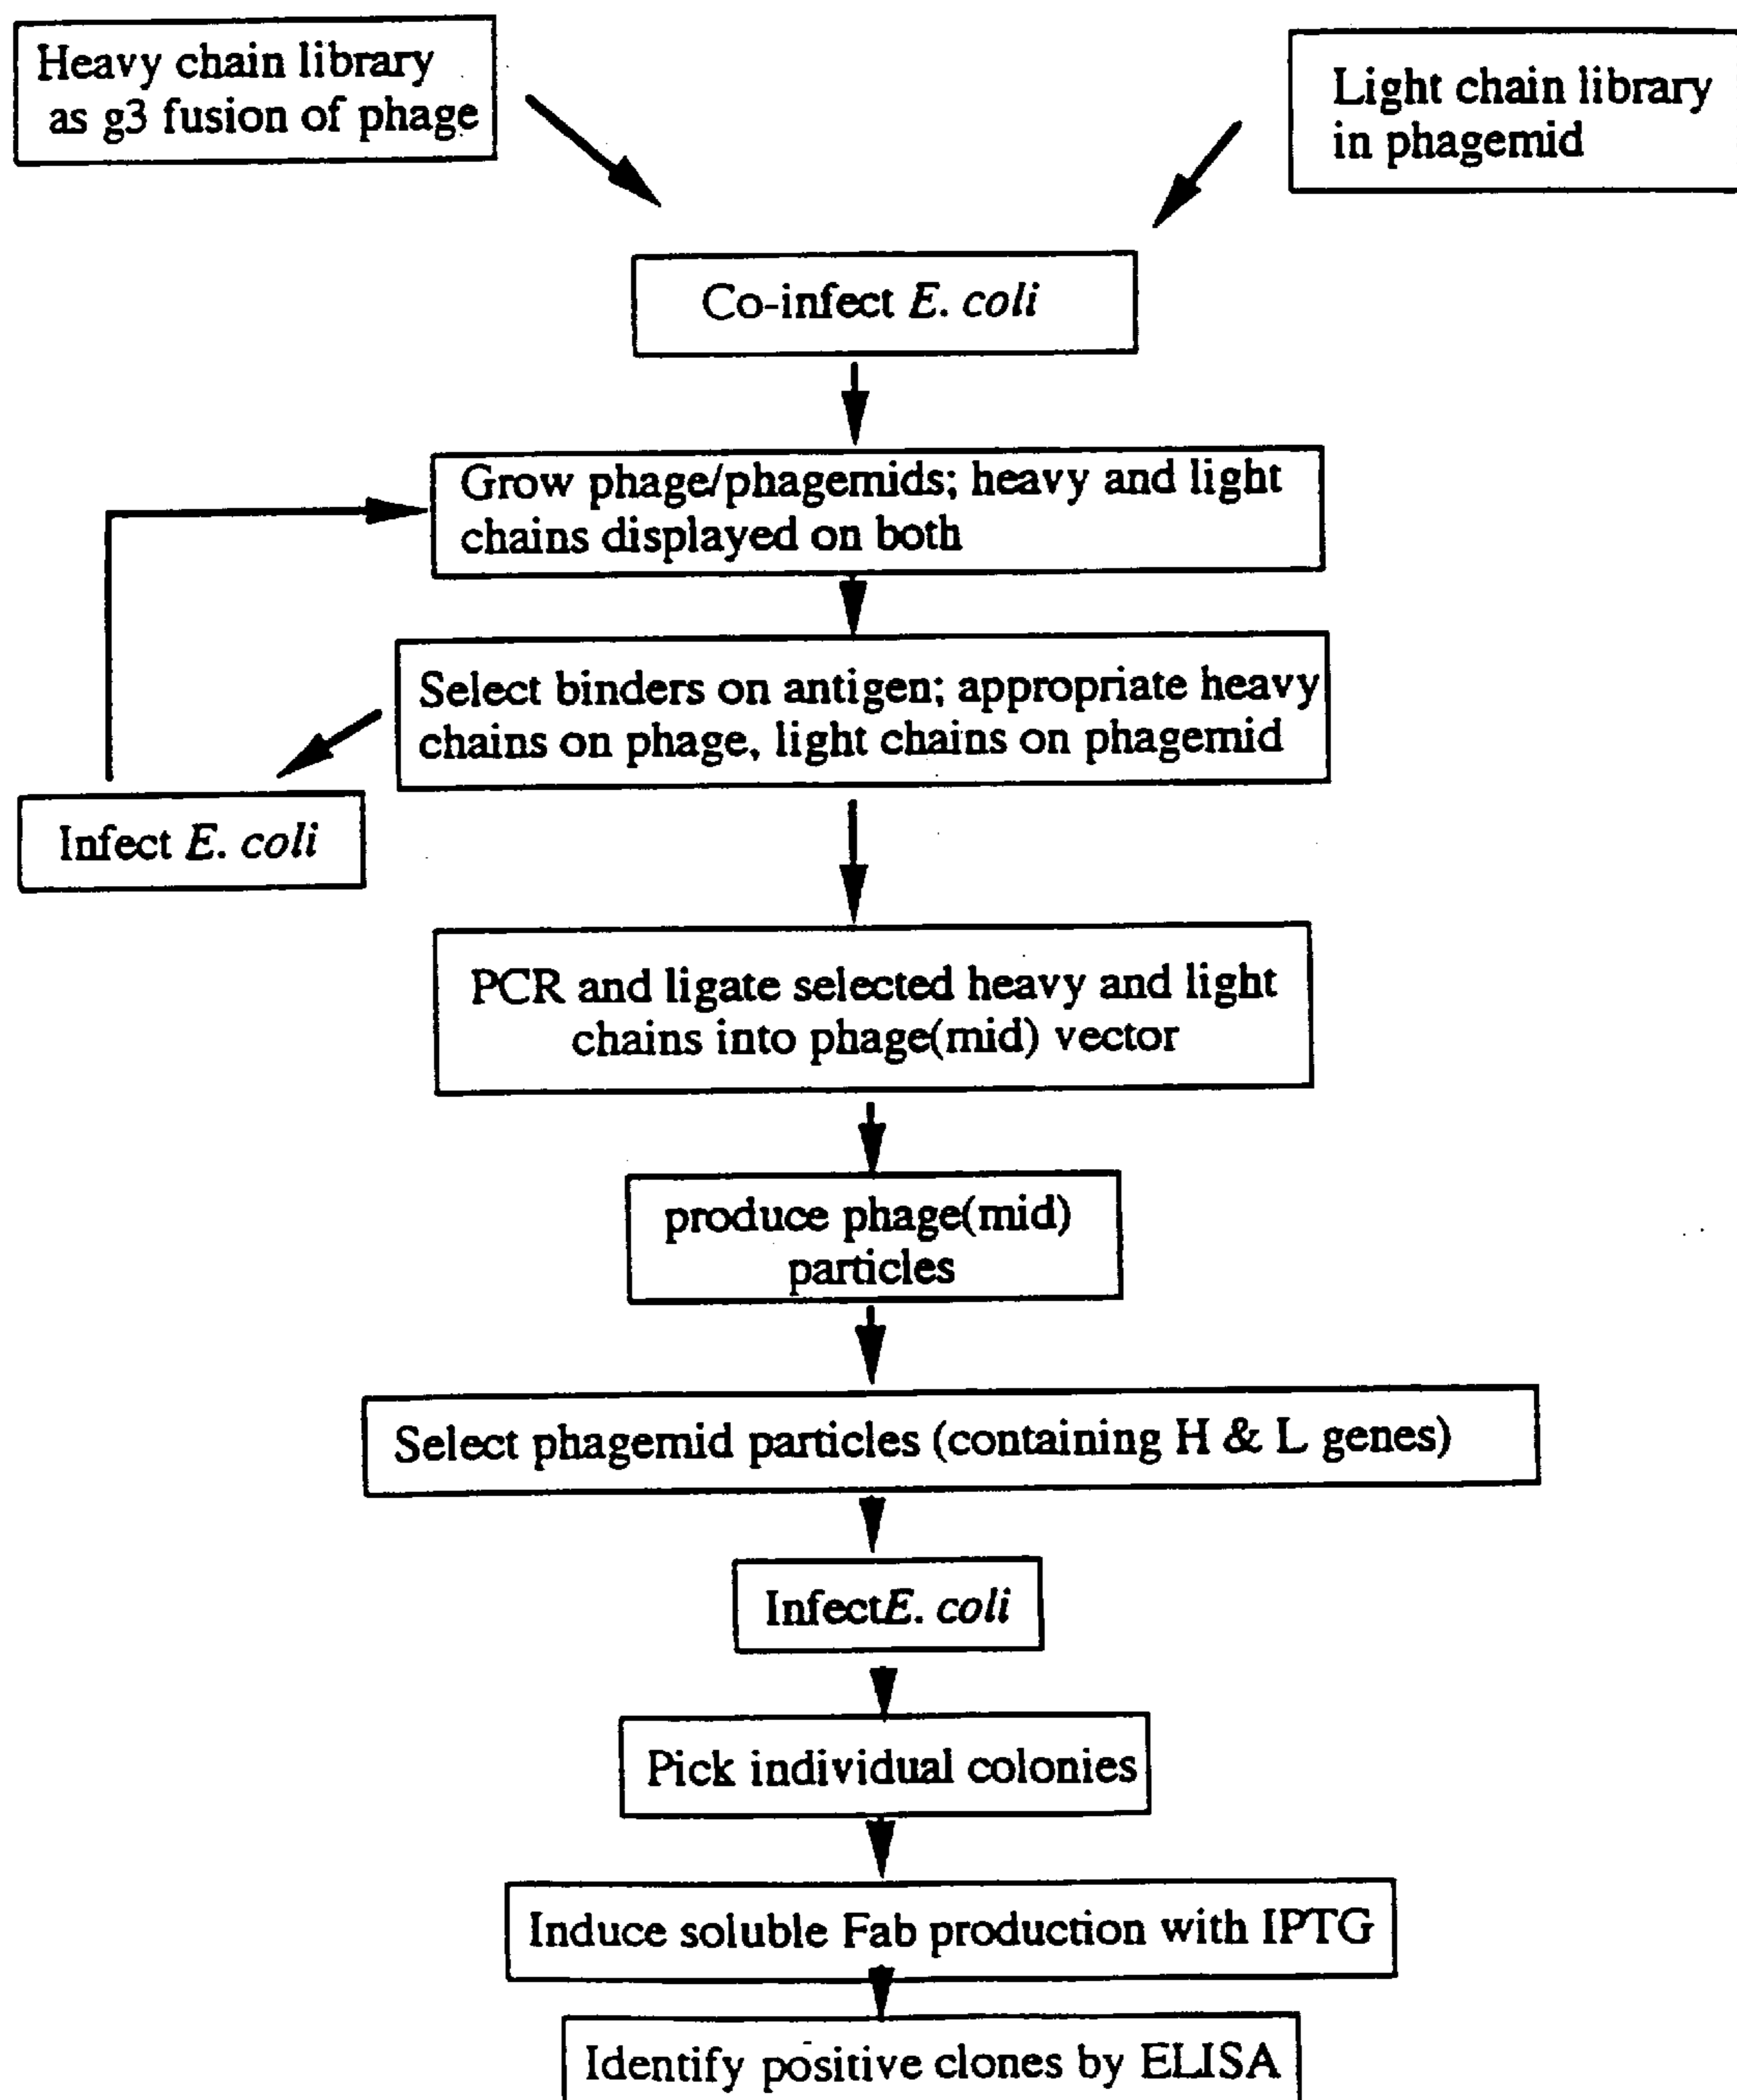 Heavy chain library
as g3 fusion of phage
Light chain library
in phagemid
Co-infect E. coli
Grow phage/phagemids; heavy and light
chains displayed on both
Select binders on antigen; appropriate heavy
chains on phage, light chains on phagemid
Infect E. coli
PCR and ligate selected heavy and light
chains into phage(mid) vector
produce phage(mid)
particles
Select phagemid particles (containing H & L genes)
InfectE. coli
Pick individual colonies
Induce soluble Fab production with IPTG
Identify positive clones by ELISA